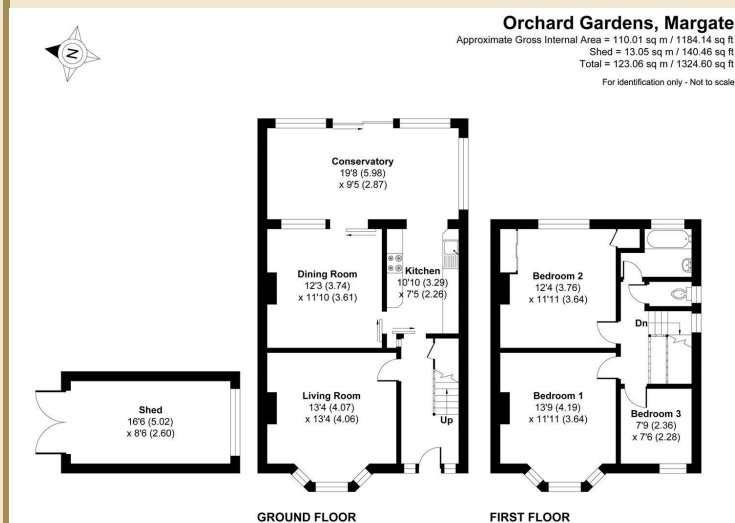 Orchard Gardens, Margate
Approximate Gross Internal Area = 110.01 sq m / 1184.14 sq ft
Shed = 13.05 sq m / 140.46 sq ft
Total = 123.06 sq m / 1324.60 sq ft
For identification only - Not to scale
N
Conservatory
19'8 (5.98)
x 9'5 (2.87)
Dining Room
12'3 (3.74)
x 11'10 (3.61)
Kitchen
10'10 (3.29)
x 7'5 (2.26)
Living Room
13'4 (4.07)
x 13'4 (4.06)
Up
Shed
16'6 (5.02)
x 8'6 (2.60)
GROUND FLOOR
Bedroom 2
12'4 (3.76)
x 11'11 (3.64)
Dn
Bedroom 1
13'9 (4.19)
x 11'11 (3.64)
Bedroom 3
7'9 (2.36)
x 7'6 (2.28)
FIRST FLOOR